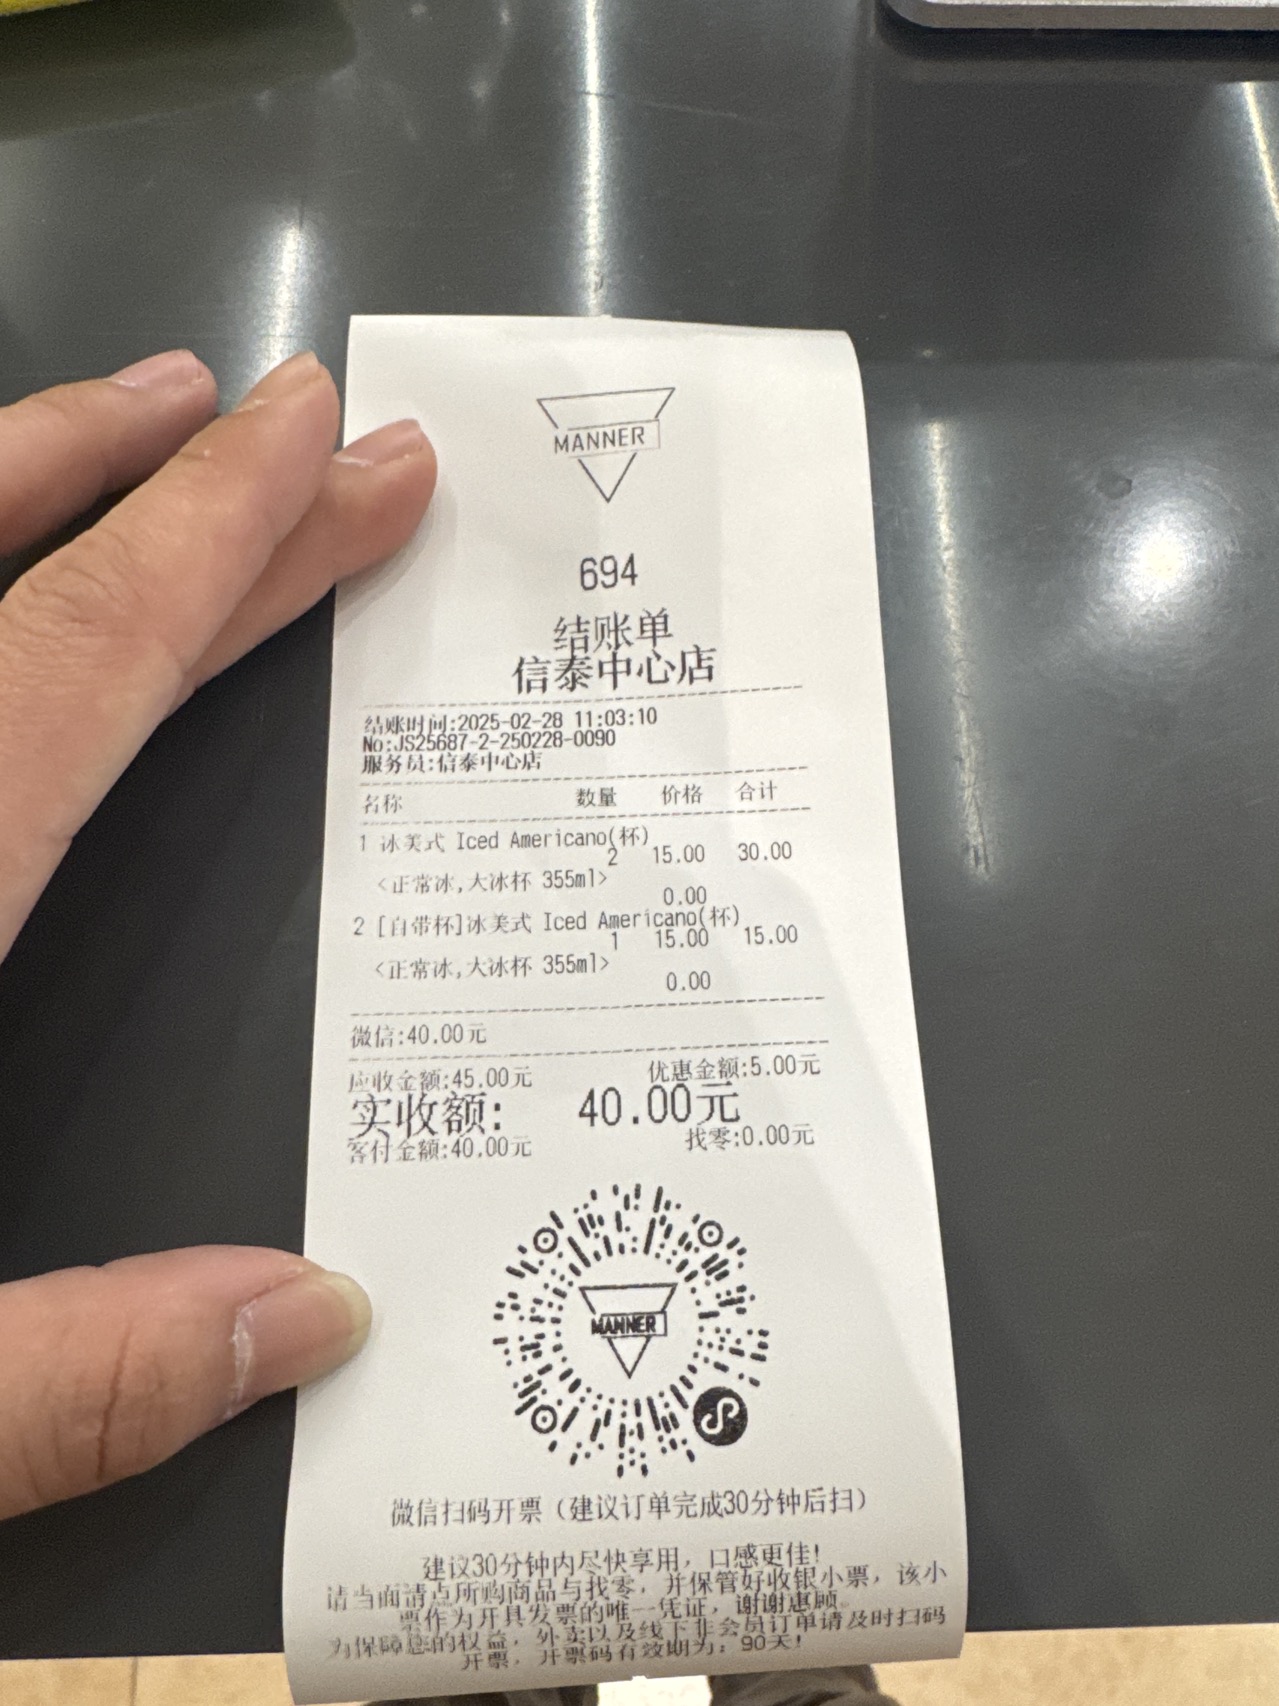 MANNER
694
结账单
信泰中心店
结账时间:2025-02-28 11:03:10
No:JS25687-2-250228-0090
服务员:信泰中心店
名称 数量 价格 合计
1 冰美式 Iced Americano(杯)
2 15.00 30.00
<正常冰,大冰杯 355ml>
0.00
2 [自带杯]冰美式 Iced Americano(杯)
1 15.00 15.00
<正常冰,大冰杯 355ml>
0.00
微信:40.00元
应收金额:45.00元 优惠金额:5.00元
实收额: 40.00元
客付金额:40.00元 找零:0.00元
MANNER
微信扫码开票（建议订单完成30分钟后扫）
建议30分钟内尽快享用，口感更佳!
请当面清点所购商品与找零，并保管好收银小票，该小
票作为开具发票的唯一凭证，谢谢惠顾。
为保障您的权益，外卖以及线下非会员订单请及时扫码
开票，开票码有效期为：90天!